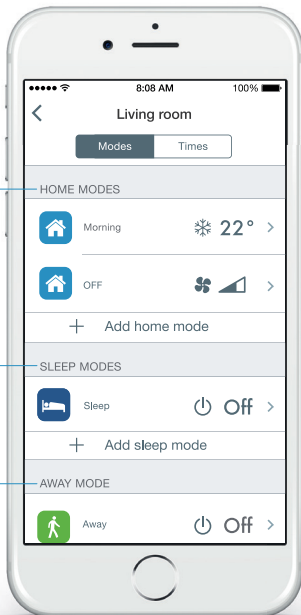 8:08 AM 100%
Living room
Modes Times
HOME MODES
Morning 22°
OFF
+ Add home mode
SLEEP MODES
Sleep Off
+ Add sleep mode
AWAY MODE
Away Off